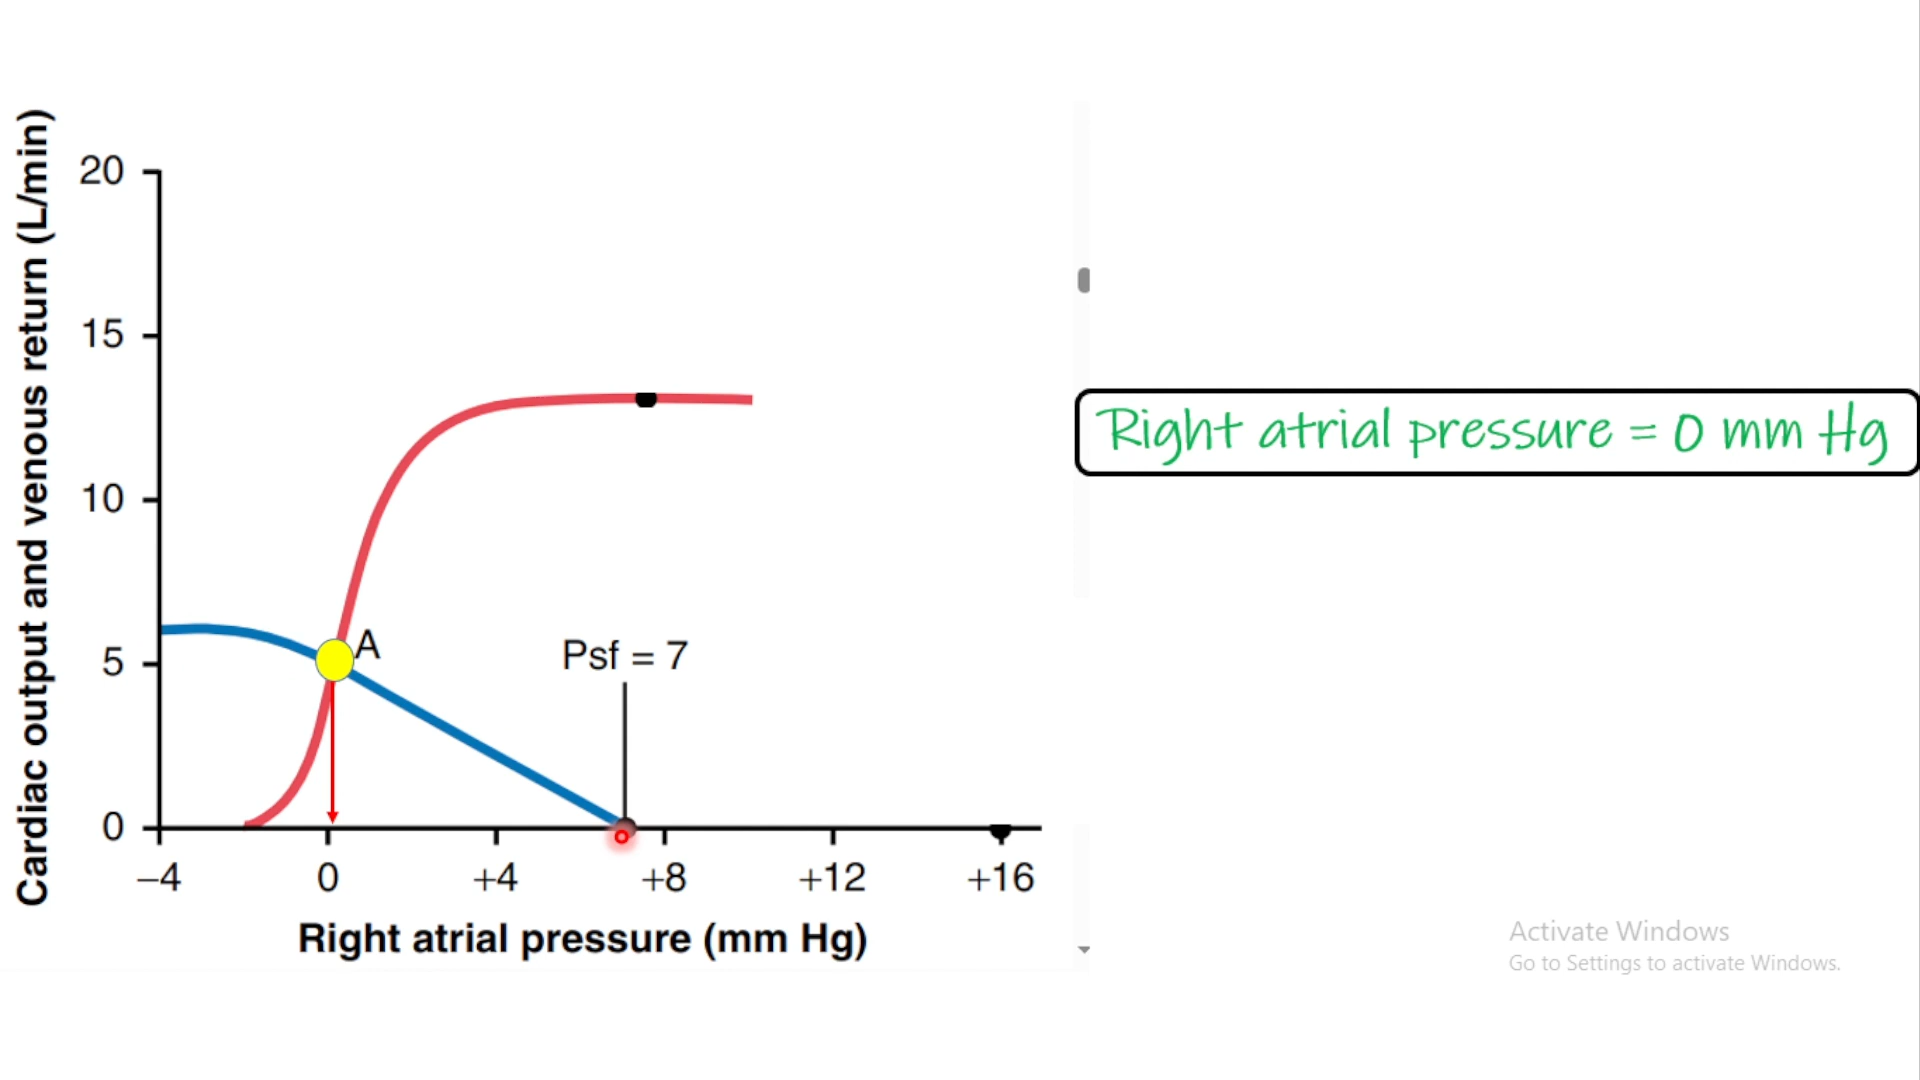 Cardiac output and venous return (L/min)
20
15
10
5
0
A
Psf = 7
−4 0 +4 +8 +12 +16
Right atrial pressure (mm Hg)
Right atrial pressure = 0 mm Hg
Activate Windows
Go to Settings to activate Windows.